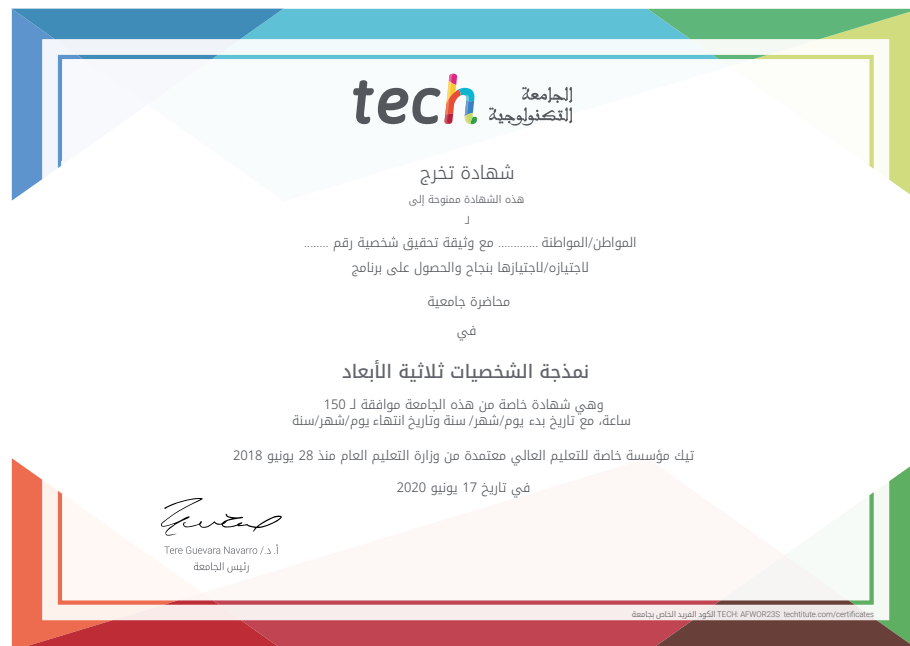 tech الجامعة
التكنولوجية
شهادة تخرج
هذه الشهادة ممنوحة إلى
لـ
المواطن/المواطنة ............. مع وثيقة تحقيق شخصية رقم ........
لاجتيازه/لاجتيازها بنجاح والحصول على برنامج
محاضرة جامعية
في
نمذجة الشخصيات ثلاثية الأبعاد
وهي شهادة خاصة من هذه الجامعة موافقة لـ 150
ساعة، مع تاريخ بدء يوم/شهر/ سنة وتاريخ انتهاء يوم/شهر/سنة
تيك مؤسسة خاصة للتعليم العالي معتمدة من وزارة التعليم العام منذ 28 يونيو 2018
في تاريخ 17 يونيو 2020
أ. د./ Tere Guevara Navarro
رئيس الجامعة
الكود الفريد الخاص بجامعة TECH: AFWOR23S techtitute.com/certificates